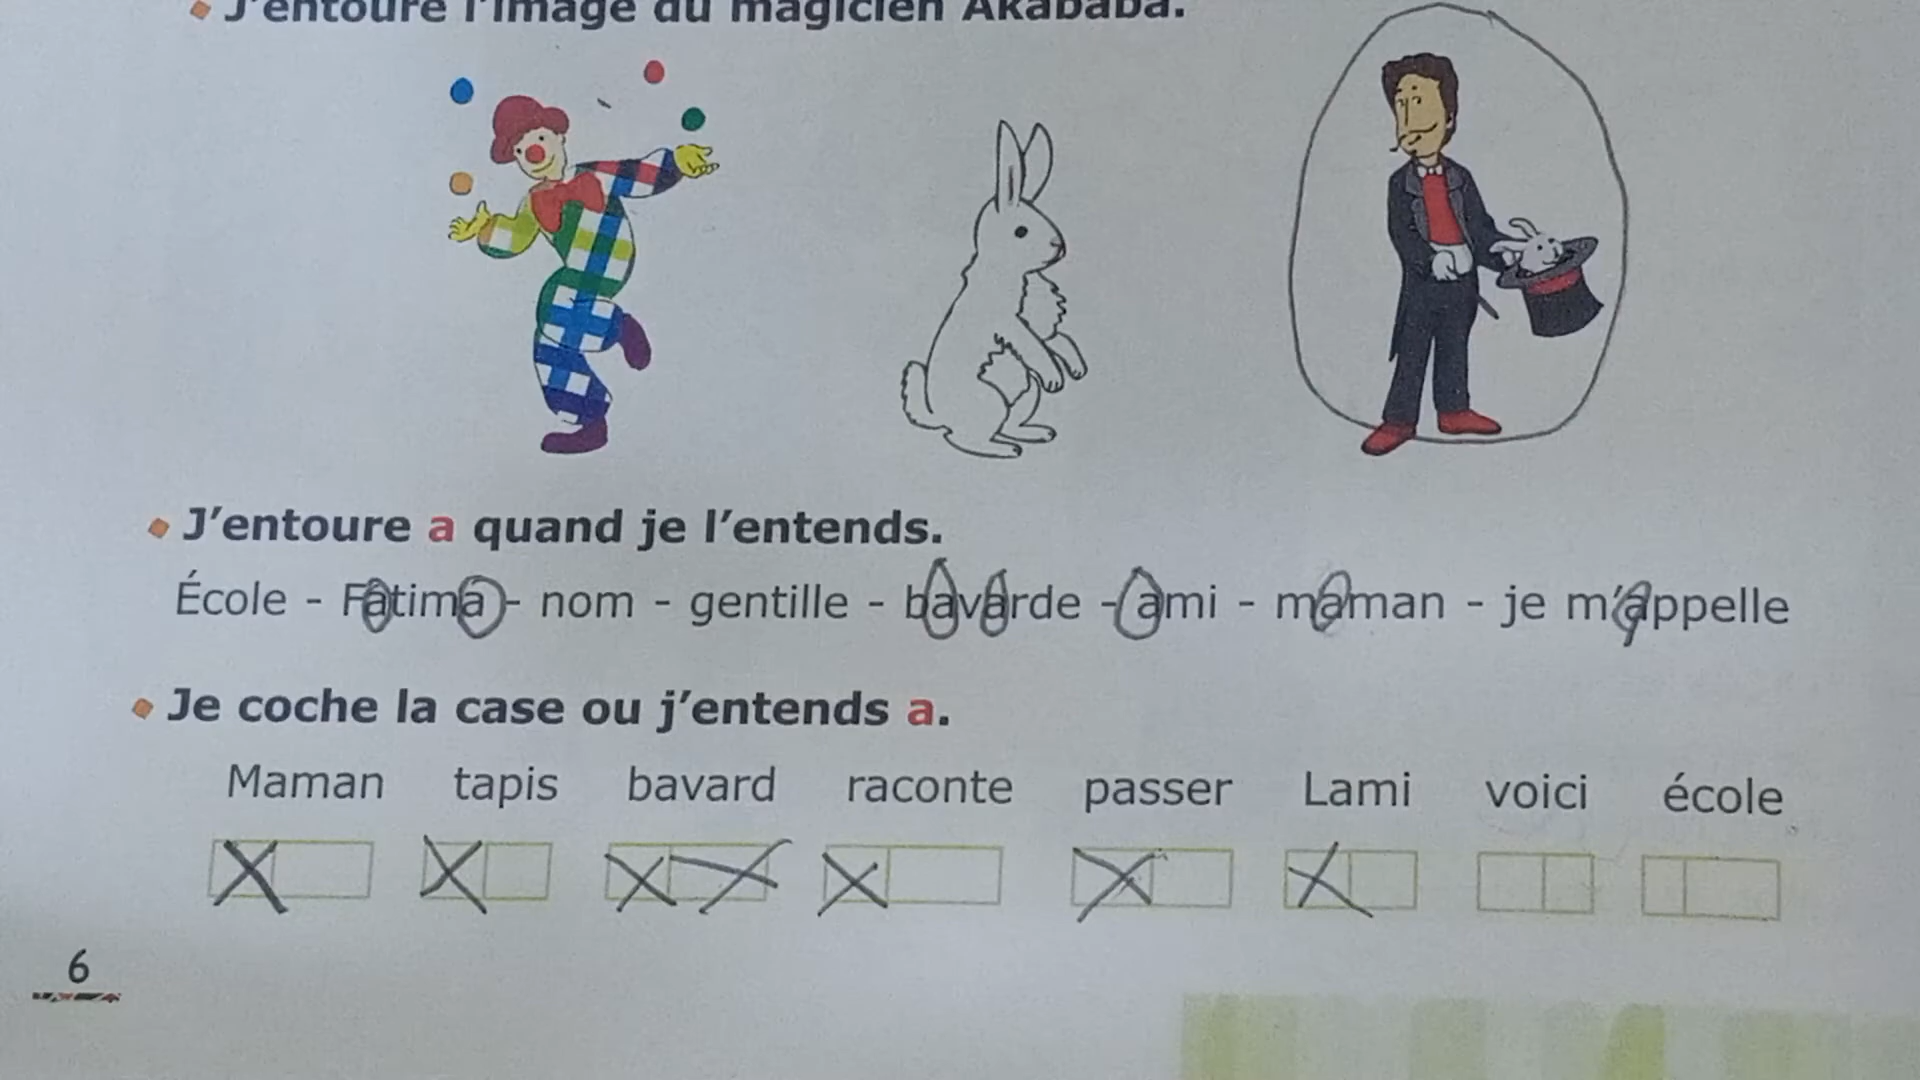 J'entoure l'image du magicien Akababa.
J'entoure a quand je l'entends.
École - Fatima - nom - gentille - bavarde - ami - maman - je m'appelle
Je coche la case ou j'entends a.
Maman tapis bavard raconte passer Lami voici école
6